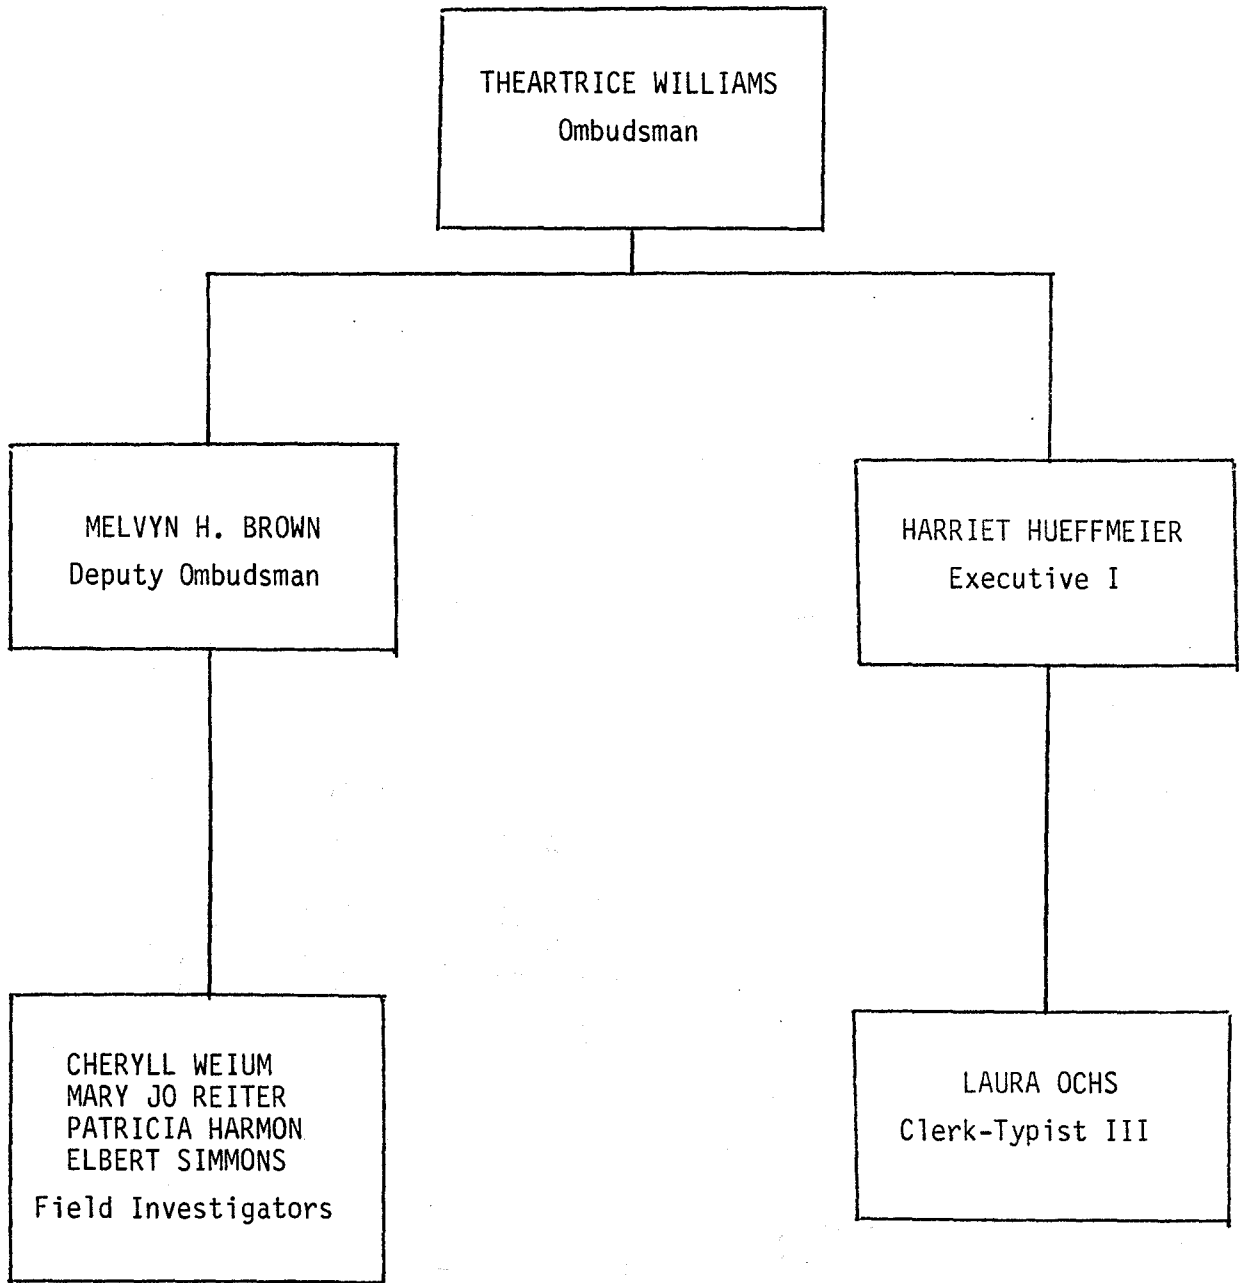 THEARTRICE WILLIAMS
Ombudsman
MELVYN H. BROWN
Deputy Ombudsman
HARRIET HUEFFMEIER
Executive I
CHERYLL WEIUM
MARY JO REITER
PATRICIA HARMON
ELBERT SIMMONS
Field Investigators
LAURA OCHS
Clerk-Typist III